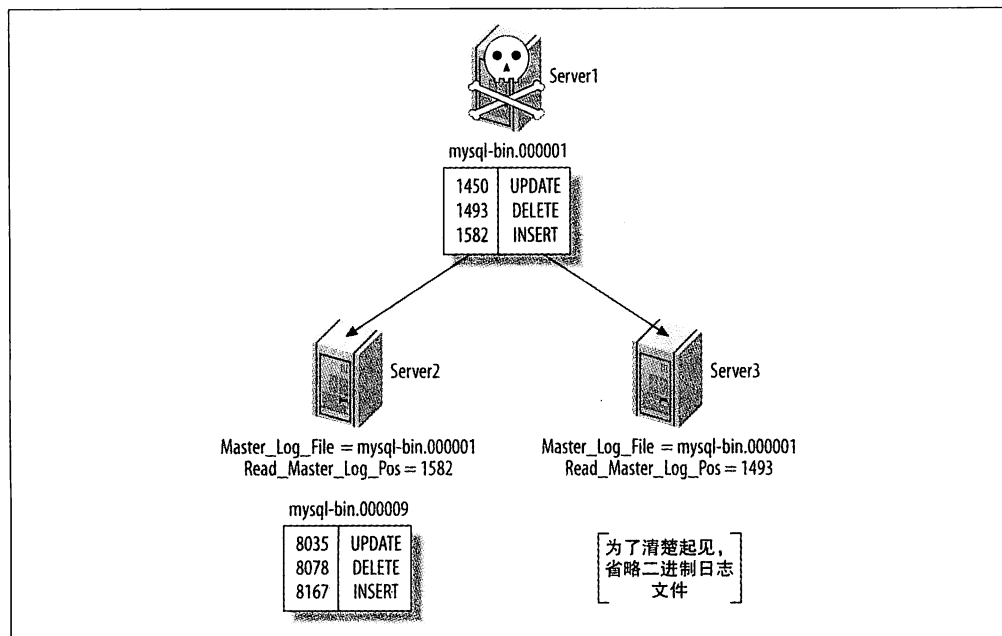 Server1
mysql-bin.000001
1450 UPDATE
1493 DELETE
1582 INSERT
Server2
Master_Log_File = mysql-bin.000001
Read_Master_Log_Pos = 1582
Server3
Master_Log_File = mysql-bin.000001
Read_Master_Log_Pos = 1493
mysql-bin.000009
8035 UPDATE
8078 DELETE
8167 INSERT
为了清楚起见，
省略二进制日志
文件